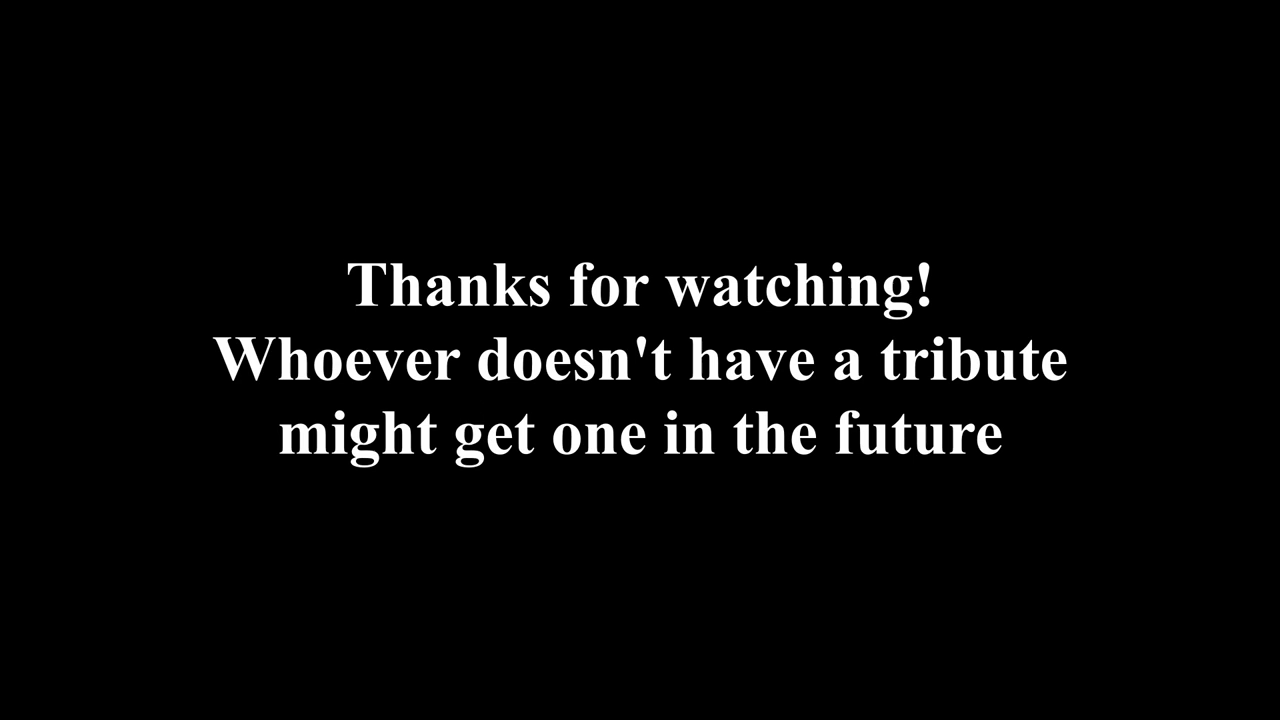 Thanks for watching!
Whoever doesn't have a tribute
might get one in the future